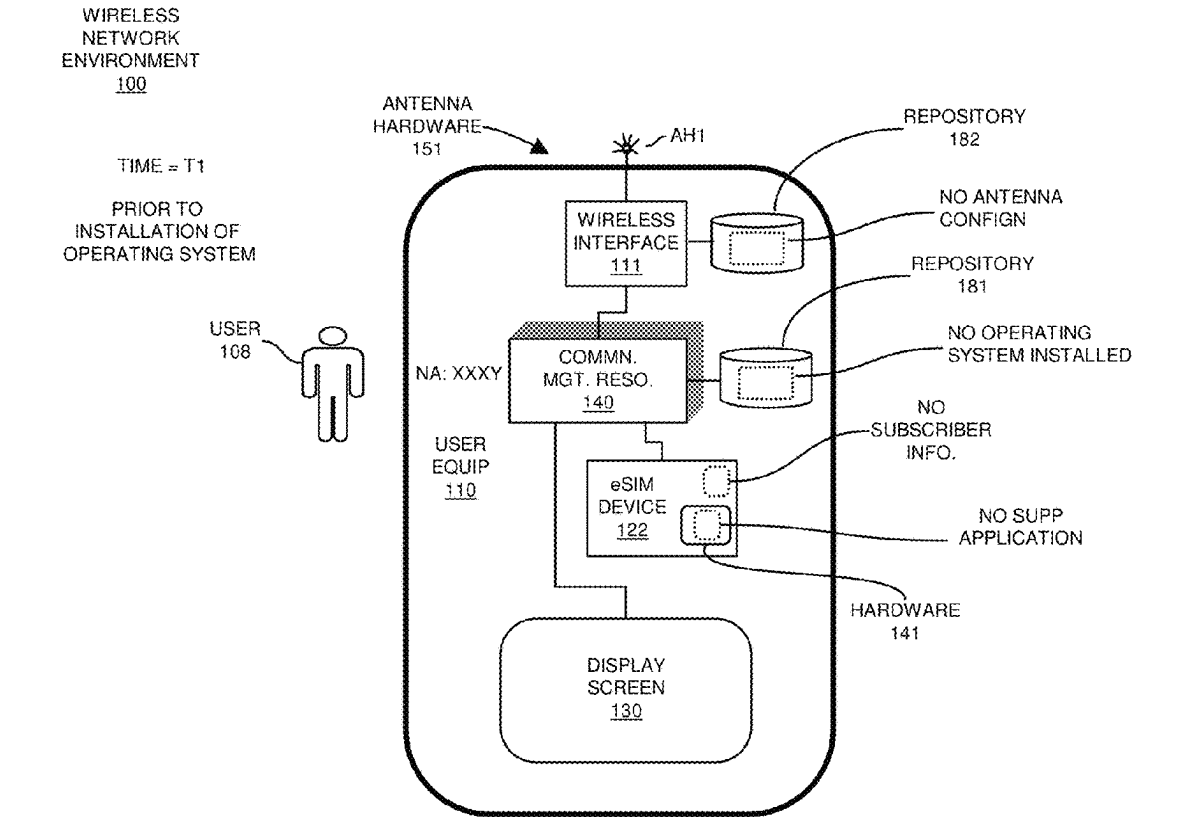 WIRELESS
NETWORK
ENVIRONMENT
100
TIME = T1
PRIOR TO
INSTALLATION OF
OPERATING SYSTEM
ANTENNA
HARDWARE
151
AH1
REPOSITORY
182
WIRELESS
INTERFACE
111
NO ANTENNA
CONFIGN
REPOSITORY
181
USER
108
NA: XXXY
COMMN.
MGT. RESO.
140
NO OPERATING
SYSTEM INSTALLED
NO
SUBSCRIBER
INFO.
USER
EQUIP
110
eSIM
DEVICE
122
NO SUPP
APPLICATION
HARDWARE
141
DISPLAY
SCREEN
130